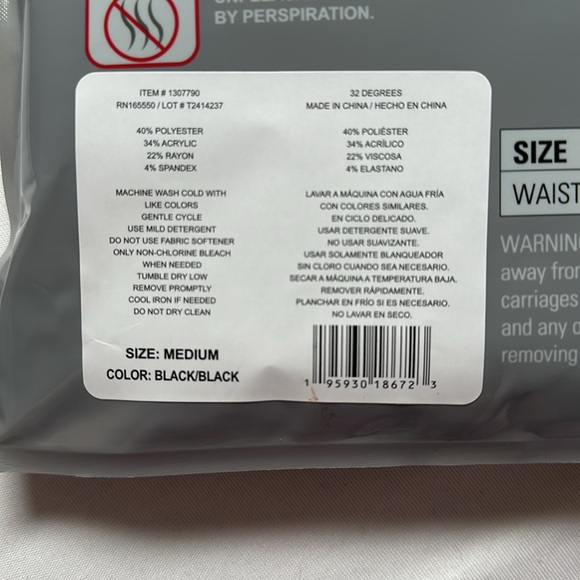 BY PERSPIRATION.
ITEM # 1307790
RN165550 / LOT # T2414237
40% POLYESTER
34% ACRYLIC
22% RAYON
4% SPANDEX
MACHINE WASH COLD WITH
LIKE COLORS
GENTLE CYCLE
USE MILD DETERGENT
DO NOT USE FABRIC SOFTENER
ONLY NON-CHLORINE BLEACH
WHEN NEEDED
TUMBLE DRY LOW
REMOVE PROMPTLY
COOL IRON IF NEEDED
DO NOT DRY CLEAN
SIZE: MEDIUM
COLOR: BLACK/BLACK
32 DEGREES
MADE IN CHINA / HECHO EN CHINA
40% POLIÉSTER
34% ACRÍLICO
22% VISCOSA
4% ELASTANO
LAVAR A MÁQUINA CON AGUA FRÍA
CON COLORES SIMILARES.
EN CICLO DELICADO.
USAR DETERGENTE SUAVE.
NO USAR SUAVIZANTE.
USAR SOLAMENTE BLANQUEADOR
SIN CLORO CUANDO SEA NECESARIO.
SECAR A MÁQUINA A TEMPERATURA BAJA.
REMOVER RÁPIDAMENTE.
PLANCHAR EN FRÍO SI ES NECESARIO.
NO LAVAR EN SECO.
1 95930 18672 3
SIZE
WAIST
WARNING
away from
carriages
and any o
removing